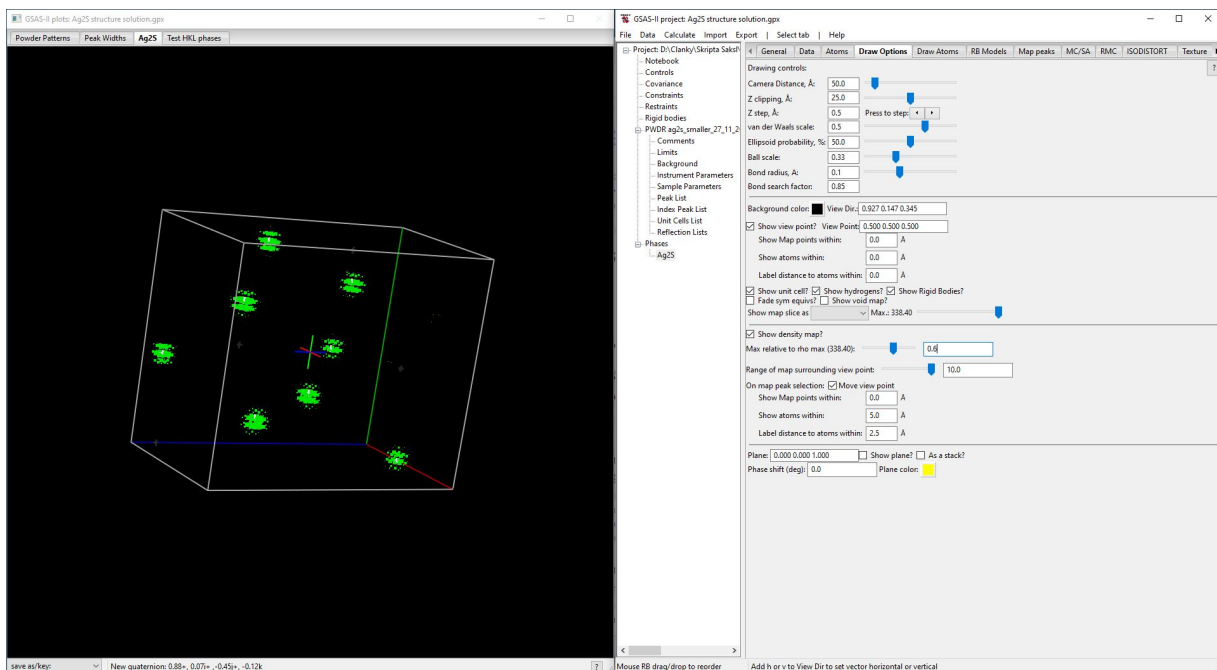 GSAS-II plots: Ag2S structure solution.gpx
Powder Patterns Peak Widths Ag2S Test HKL phases
save as/key: New quaternion: 0.88+, 0.07i+ ,-0.45j+, -0.12k ?
GSAS-II project: Ag2S structure solution.gpx
File Data Calculate Import Export | Select tab | Help
Project: D:\Clanky\Skripta Saksl\
Notebook
Controls
Covariance
Constraints
Restraints
Rigid bodies
PWDR ag2s_smaller_27_11_2
Comments
Limits
Background
Instrument Parameters
Sample Parameters
Peak List
Index Peak List
Unit Cells List
Reflection Lists
Phases
Ag2S
General Data Atoms Draw Options Draw Atoms RB Models Map peaks MC/SA RMC ISODISTORT Texture
Drawing controls: ?
Camera Distance, Å: 50.0
Z clipping, Å: 25.0
Z step, Å: 0.5 Press to step:
van der Waals scale: 0.5
Ellipsoid probability, %: 50.0
Ball scale: 0.33
Bond radius, A: 0.1
Bond search factor: 0.85
Background color: View Dir.: 0.927 0.147 0.345
Show view point? View Point: 0.500 0.500 0.500
Show Map points within: 0.0 Å
Show atoms within: 0.0 Å
Label distance to atoms within: 0.0 Å
Show unit cell? Show hydrogens? Show Rigid Bodies?
Fade sym equivs? Show void map?
Show map slice as Max.: 338.40
Show density map?
Max relative to rho max (338.40): 0.6
Range of map surrounding view point: 10.0
On map peak selection: Move view point
Show Map points within: 0.0 Å
Show atoms within: 5.0 Å
Label distance to atoms within: 2.5 Å
Plane: 0.000 0.000 1.000 Show plane? As a stack?
Phase shift (deg): 0.0 Plane color:
Mouse RB drag/drop to reorder Add h or v to View Dir to set vector horizontal or vertical